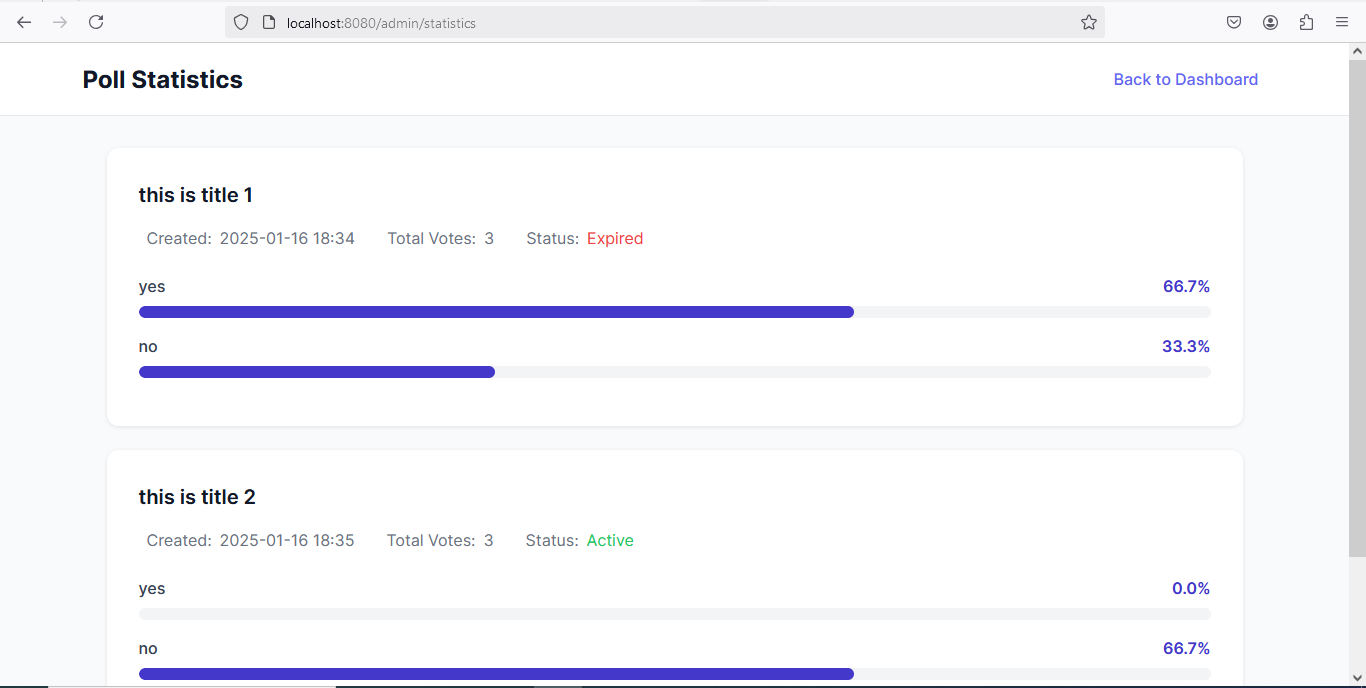 localhost:8080/admin/statistics
Poll Statistics
Back to Dashboard
this is title 1
Created: 2025-01-16 18:34 Total Votes: 3 Status: Expired
yes 66.7%
no 33.3%
this is title 2
Created: 2025-01-16 18:35 Total Votes: 3 Status: Active
yes 0.0%
no 66.7%